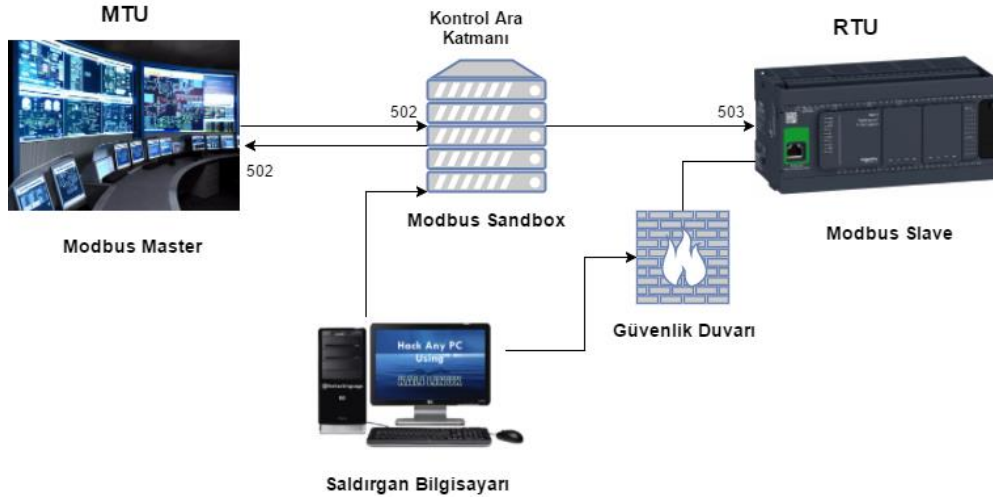 MTU
Kontrol Ara
Katmanı
RTU
502
503
502
Modbus Sandbox
Modbus Master
Modbus Slave
Hack Any PC
Using
KALI LINUX
Güvenlik Duvarı
Saldırgan Bilgisayarı